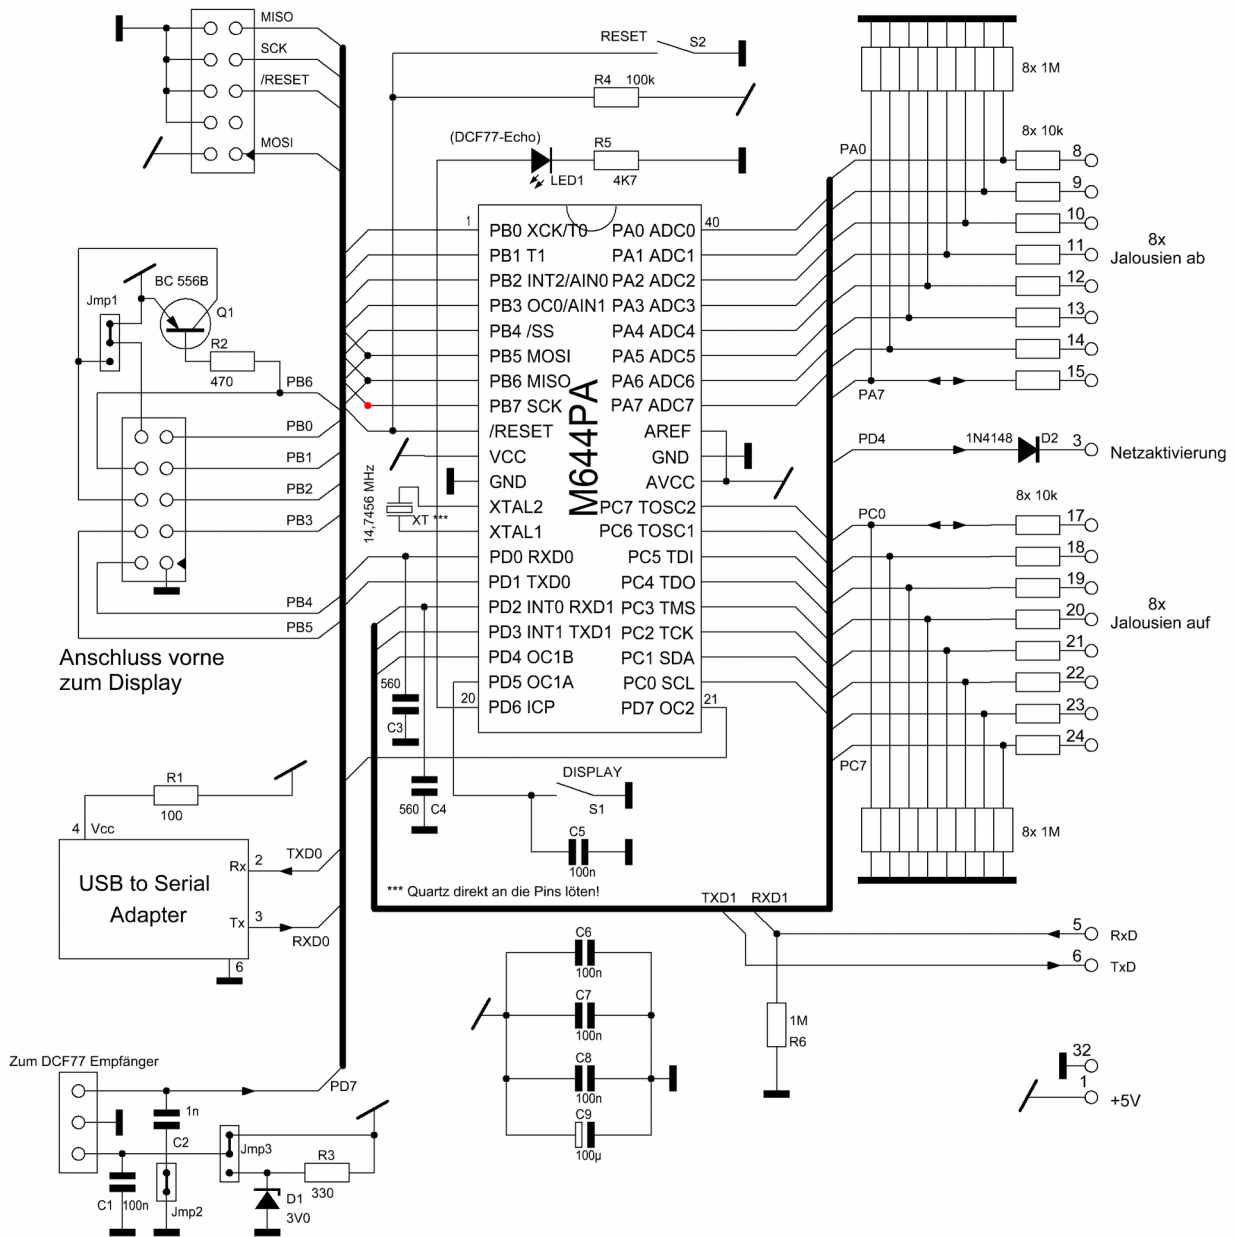 MISO
SCK
/RESET
MOSI
RESET
S2
R4 100k
(DCF77-Echo)
LED1
R5
4K7
8x 1M
8x 10k
PA0
8
9
10
11
12
13
14
15
PA7
8x
Jalousien ab
1
40
PB0 XCK/T0
PA0 ADC0
PB1 T1
PA1 ADC1
PB2 INT2/AIN0
PA2 ADC2
PB3 OC0/AIN1
PA3 ADC3
PB4 /SS
PA4 ADC4
PB5 MOSI
PA5 ADC5
PB6 MISO
PA6 ADC6
PB7 SCK
PA7 ADC7
/RESET
AREF
VCC
GND
GND
AVCC
XTAL2
PC7 TOSC2
XTAL1
PC6 TOSC1
PD0 RXD0
PC5 TDI
PD1 TXD0
PC4 TDO
PD2 INT0 RXD1
PC3 TMS
PD3 INT1 TXD1
PC2 TCK
PD4 OC1B
PC1 SDA
PD5 OC1A
PC0 SCL
PD6 ICP
PD7 OC2
20
21
M644PA
14,7456 MHz
XT ***
BC 556B
Q1
Jmp1
R2
470
PB6
PB0
PB1
PB2
PB3
PB4
PB5
Anschluss vorne
zum Display
PD4
1N4148
D2
3
Netzaktivierung
8x 10k
PC0
17
18
19
20
21
22
23
24
PC7
8x
Jalousien auf
8x 1M
560
C3
560
C4
DISPLAY
S1
C5
100n
*** Quartz direkt an die Pins löten!
R1
100
4
Vcc
USB to Serial
Adapter
Rx
2
TXD0
Tx
3
RXD0
6
TXD1
RXD1
5
RxD
6
TxD
1M
R6
C6
100n
C7
100n
C8
100n
C9
100µ
32
1
+5V
Zum DCF77 Empfänger
PD7
1n
C2
C1
100n
Jmp2
Jmp3
R3
330
D1
3V0